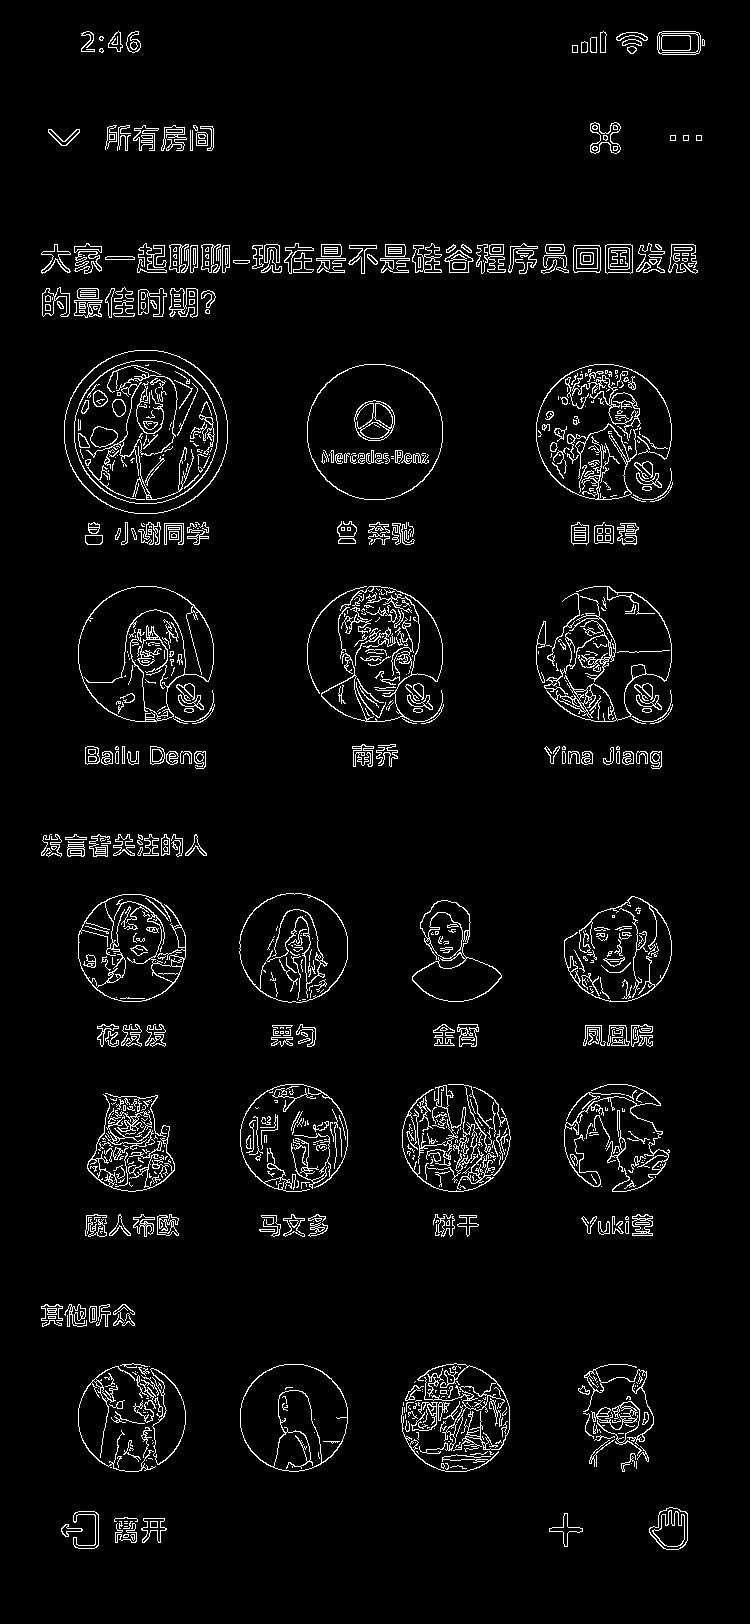 2:46
所有房间
大家一起聊聊-现在是不是硅谷程序员回国发展
的最佳时期?
Mercedes-Benz
小谢同学
奔驰
自由君
Bailu Deng
南乔
Yina Jiang
发言者关注的人
花发发
栗匀
金霄
凤凰院
魔人布欧
马文多
饼干
Yuki莹
其他听众
离开